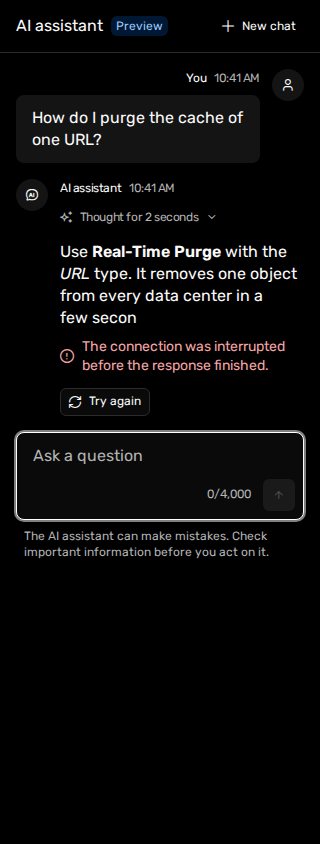 AI assistant Preview New chat
You 10:41 AM
How do I purge the cache of
one URL?
AI assistant 10:41 AM
Thought for 2 seconds
Use Real-Time Purge with the
URL type. It removes one object
from every data center in a
few secon
The connection was interrupted
before the response finished.
Try again
Ask a question
0/4,000
The AI assistant can make mistakes. Check
important information before you act on it.